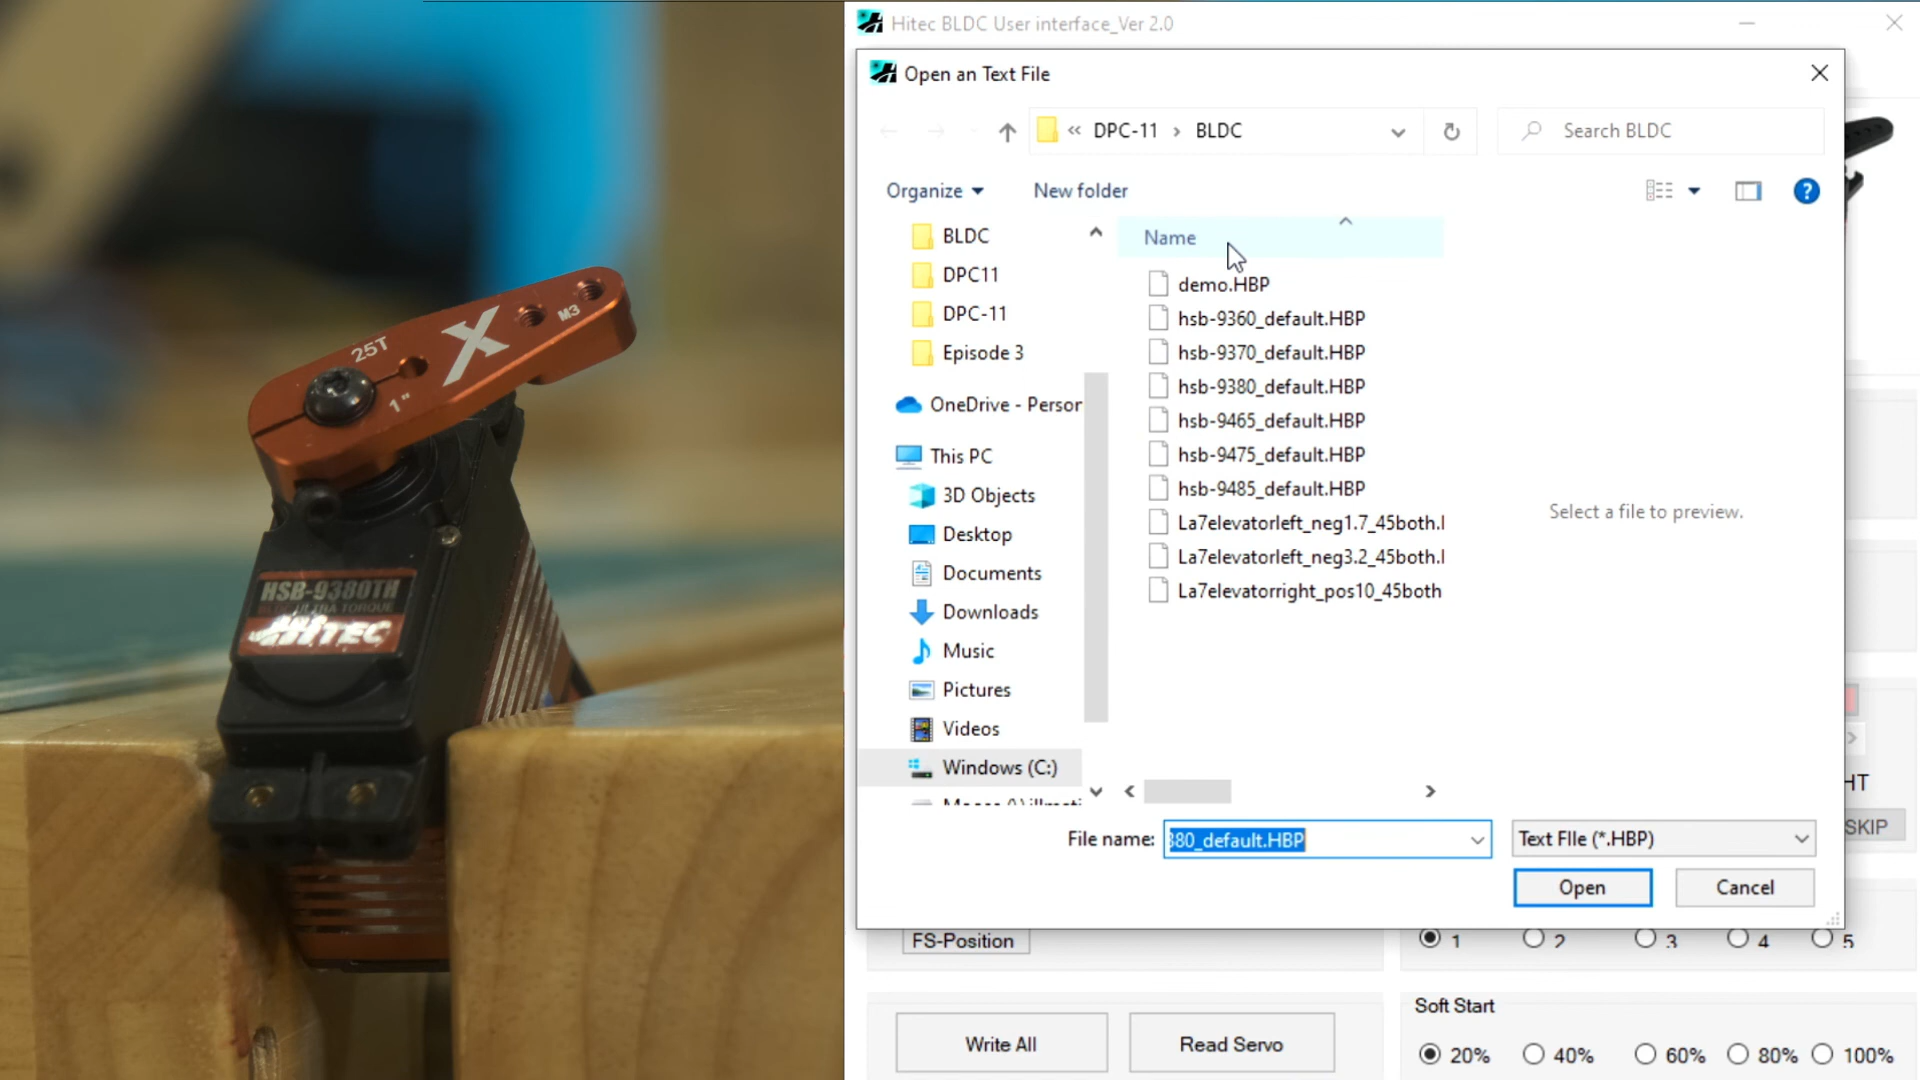 25T
X
M3
1"
HSB-9380TH
BLDC ULTRA TORQUE
HITEC
Hitec BLDC User interface_Ver 2.0
Open an Text File
« DPC-11 › BLDC
Search BLDC
Organize
New folder
BLDC
DPC11
DPC-11
Episode 3
OneDrive - Person
This PC
3D Objects
Desktop
Documents
Downloads
Music
Pictures
Videos
Windows (C:)
Name
demo.HBP
hsb-9360_default.HBP
hsb-9370_default.HBP
hsb-9380_default.HBP
hsb-9465_default.HBP
hsb-9475_default.HBP
hsb-9485_default.HBP
La7elevatorleft_neg1.7_45both.
La7elevatorleft_neg3.2_45both.
La7elevatorright_pos10_45both
Select a file to preview.
File name:
380_default.HBP
Text FIle (*.HBP)
Open
Cancel
HT
SKIP
FS-Position
1 2 3 4 5
Write All
Read Servo
Soft Start
20% 40% 60% 80% 100%